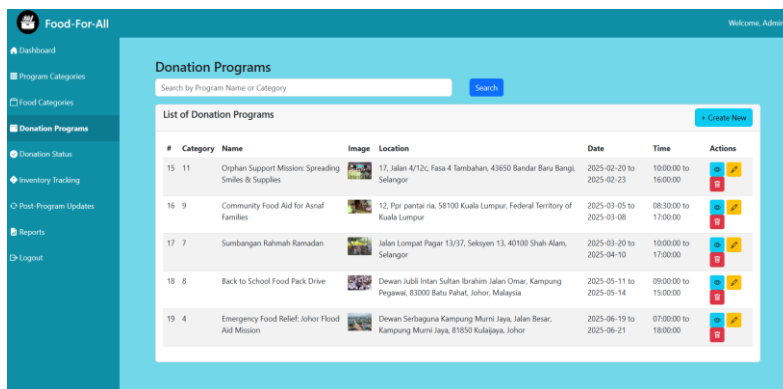 Food-For-All
Welcome, Admin
Dashboard
Program Categories
Food Categories
Donation Programs
Donation Status
Inventory Tracking
Post-Program Updates
Reports
Logout
Donation Programs
Search by Program Name or Category
Search
List of Donation Programs
+ Create New
# Category Name Image Location Date Time Actions
15 11 Orphan Support Mission: Spreading 17, Jalan 4/12c, Fasa 4 Tambahan, 43650 Bandar Baru Bangi, 2025-02-20 to 10:00:00 to
Smiles & Supplies Selangor 2025-02-23 16:00:00
16 9 Community Food Aid for Asnaf 12, Ppr pantai ria, 58100 Kuala Lumpur, Federal Territory of 2025-03-05 to 08:30:00 to
Families Kuala Lumpur 2025-03-08 17:00:00
17 7 Sumbangan Rahmah Ramadan Jalan Lompat Pagar 13/37, Seksyen 13, 40100 Shah Alam, 2025-03-20 to 10:00:00 to
Selangor 2025-04-10 17:00:00
18 8 Back to School Food Pack Drive Dewan Jubli Intan Sultan Ibrahim Jalan Omar, Kampung 2025-05-11 to 09:00:00 to
Pegawai, 83000 Batu Pahat, Johor, Malaysia 2025-05-14 15:00:00
19 4 Emergency Food Relief: Johor Flood Dewan Serbaguna Kampung Murni Jaya, Jalan Besar, 2025-06-19 to 07:00:00 to
Aid Mission Kampung Murni Jaya, 81850 Kulaijaya, Johor 2025-06-21 18:00:00